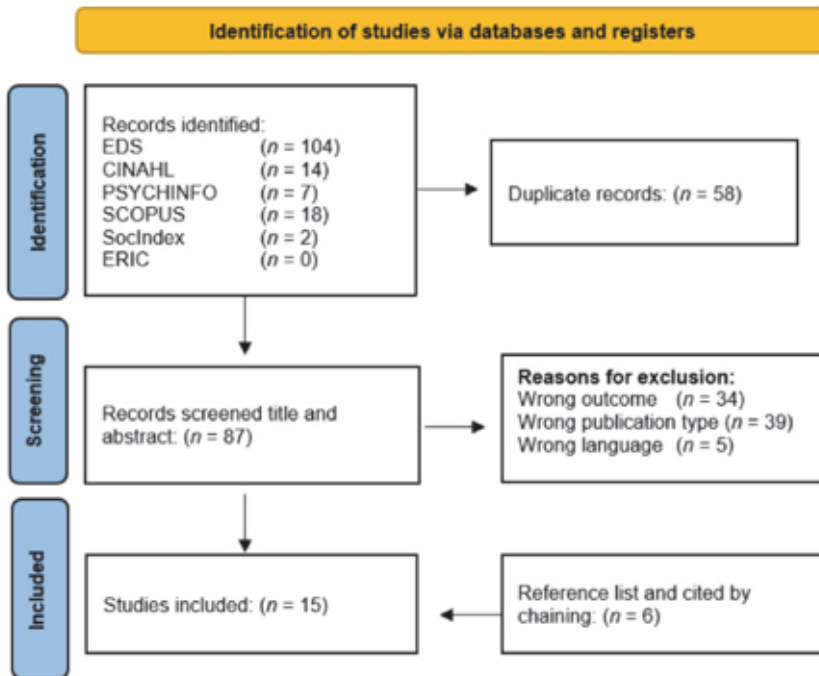 Identification of studies via databases and registers
Identification
Records identified:
EDS (n = 104)
CINAHL (n = 14)
PSYCHINFO (n = 7)
SCOPUS (n = 18)
SocIndex (n = 2)
ERIC (n = 0)
Duplicate records: (n = 58)
Screening
Records screened title and
abstract: (n = 87)
Reasons for exclusion:
Wrong outcome (n = 34)
Wrong publication type (n = 39)
Wrong language (n = 5)
Included
Studies included: (n = 15)
Reference list and cited by
chaining: (n = 6)